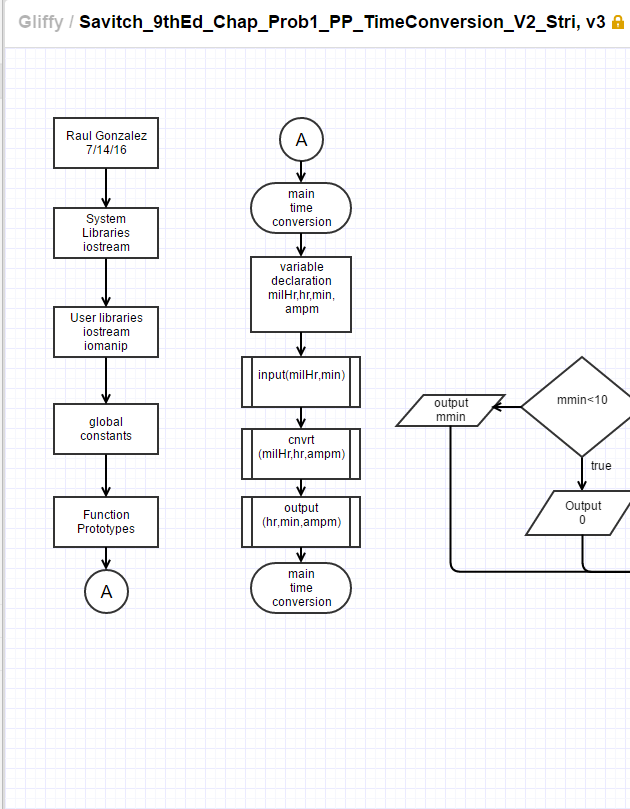 Gliffy / Savitch_9thEd_Chap_Prob1_PP_TimeConversion_V2_Stri, v3
Raul Gonzalez
7/14/16
System
Libraries
iostream
User libraries
iostream
iomanip
global
constants
Function
Prototypes
A
A
main
time
conversion
variable
declaration
milHr,hr,min,
ampm
input(milHr,min)
cnvrt
(milHr,hr,ampm)
output
(hr,min,ampm)
main
time
conversion
output
mmin
mmin<10
true
Output
0